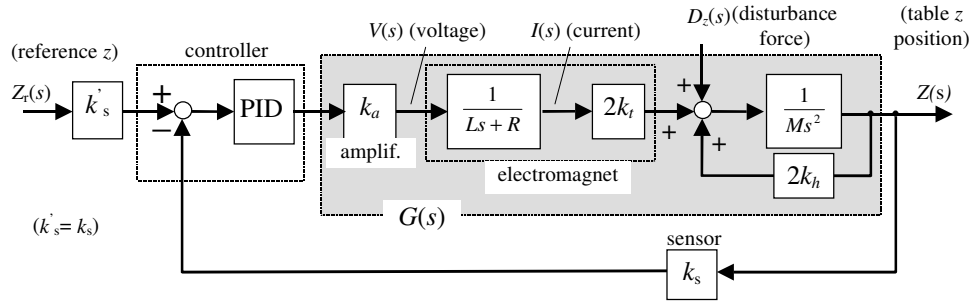 (reference z)
Zr(s)
k's
controller
+
−
PID
V(s) (voltage)
ka
amplif.
I(s) (current)
1
Ls + R
2kt
electromagnet
G(s)
Dz(s)(disturbance
force)
+
+
+
1
Ms²
2kh
(table z
position)
Z(s)
sensor
ks
(k's= ks)